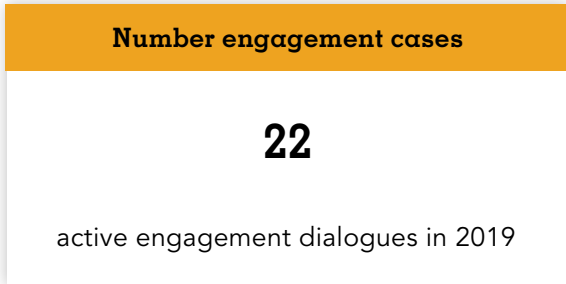 Number engagement cases
22
active engagement dialogues in 2019